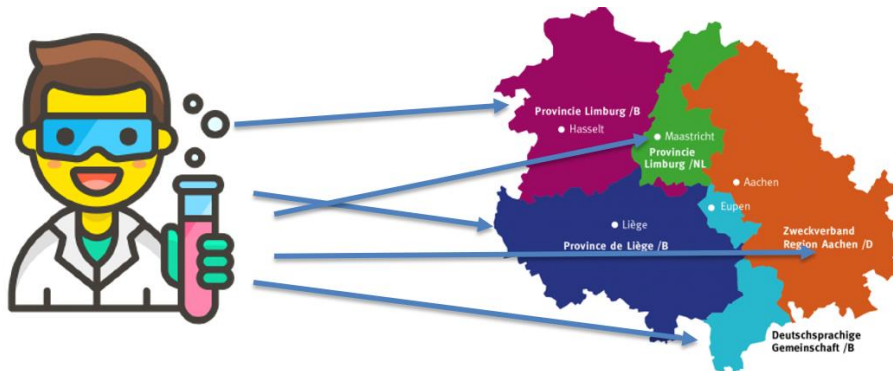 Provincie Limburg /B
Hasselt
Maastricht
Provincie
Limburg /NL
Aachen
Eupen
Liège
Province de Liège /B
Zweckverband
Region Aachen /D
Deutschsprachige
Gemeinschaft /B